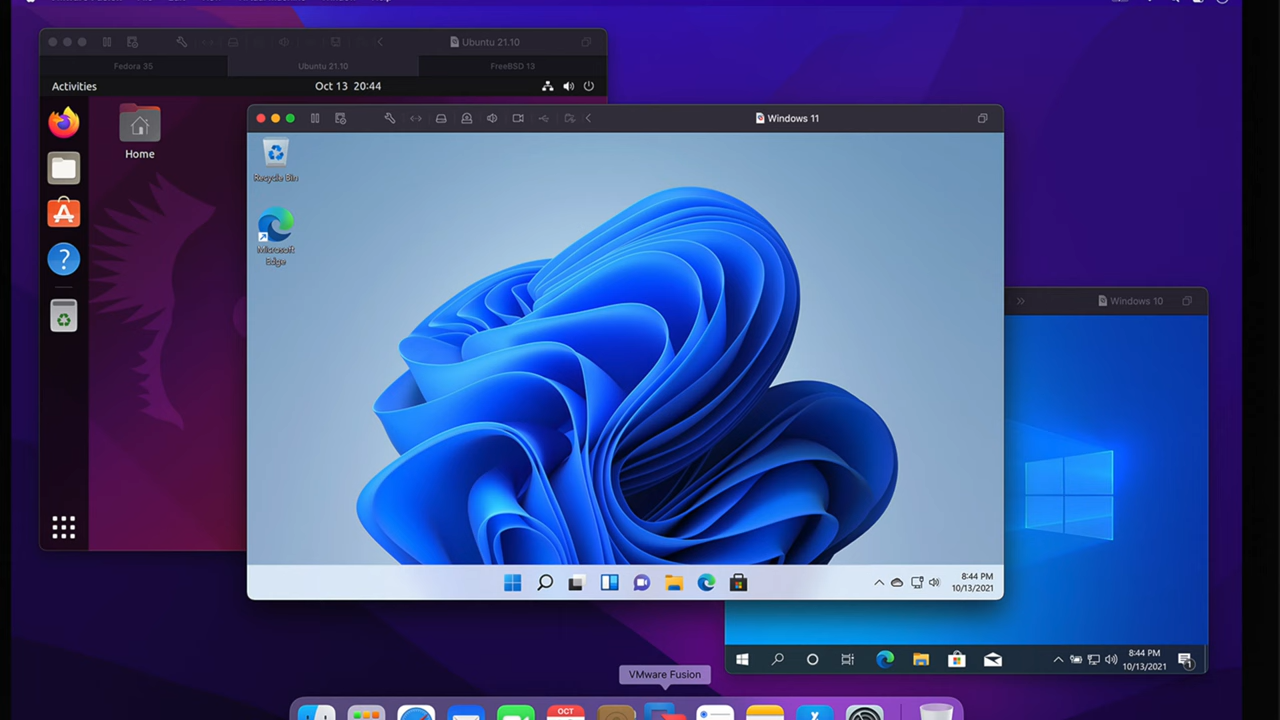 Ubuntu 21.10
Fedora 35
Ubuntu 21.10
FreeBSD 13
Activities
Oct 13 20:44
Home
Windows 11
Recycle Bin
Microsoft
Edge
8:44 PM
10/13/2021
Windows 10
8:44 PM
10/13/2021
1
VMware Fusion
OCT